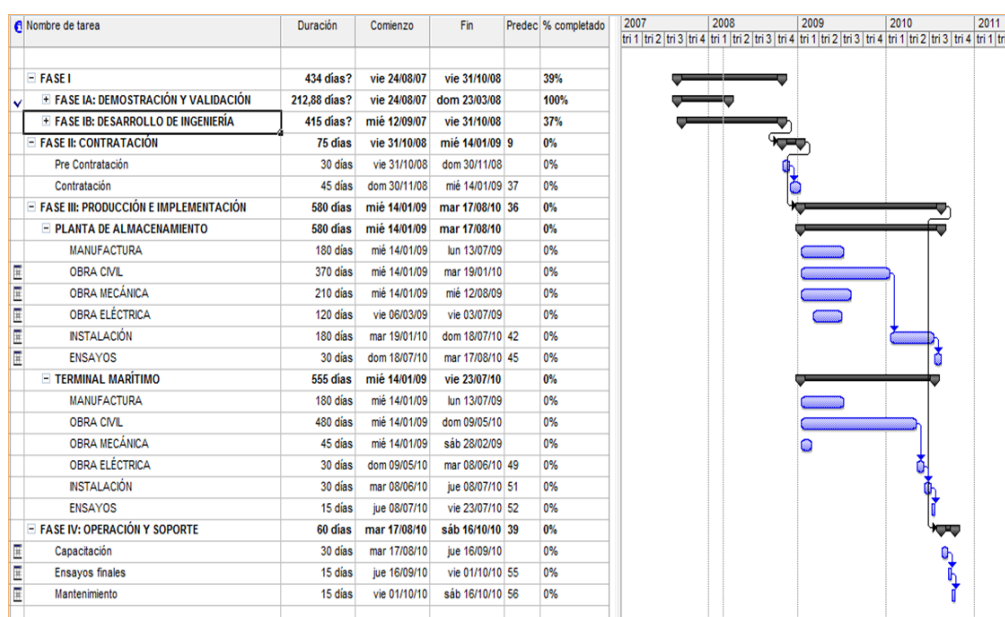 Nombre de tarea Duración Comienzo Fin Predec % completado 2007 2008 2009 2010 2011
tri 1 tri 2 tri 3 tri 4 tri 1 tri 2 tri 3 tri 4 tri 1 tri 2 tri 3 tri 4 tri 1 tri 2 tri 3 tri 4 tri 1 tr
FASE I 434 días? vie 24/08/07 vie 31/10/08 39%
FASE IA: DEMOSTRACIÓN Y VALIDACIÓN 212,88 días? vie 24/08/07 dom 23/03/08 100%
FASE IB: DESARROLLO DE INGENIERÍA 415 días? mié 12/09/07 vie 31/10/08 37%
FASE II: CONTRATACIÓN 75 días vie 31/10/08 mié 14/01/09 9 0%
Pre Contratación 30 días vie 31/10/08 dom 30/11/08 0%
Contratación 45 días dom 30/11/08 mié 14/01/09 37 0%
FASE III: PRODUCCIÓN E IMPLEMENTACIÓN 580 días mié 14/01/09 mar 17/08/10 36 0%
PLANTA DE ALMACENAMIENTO 580 días mié 14/01/09 mar 17/08/10 0%
MANUFACTURA 180 días mié 14/01/09 lun 13/07/09 0%
OBRA CIVIL 370 días mié 14/01/09 mar 19/01/10 0%
OBRA MECÁNICA 210 días mié 14/01/09 mié 12/08/09 0%
OBRA ELÉCTRICA 120 días vie 06/03/09 vie 03/07/09 0%
INSTALACIÓN 180 días mar 19/01/10 dom 18/07/10 42 0%
ENSAYOS 30 días dom 18/07/10 mar 17/08/10 45 0%
TERMINAL MARÍTIMO 555 días mié 14/01/09 vie 23/07/10 0%
MANUFACTURA 180 días mié 14/01/09 lun 13/07/09 0%
OBRA CIVIL 480 días mié 14/01/09 dom 09/05/10 0%
OBRA MECÁNICA 45 días mié 14/01/09 sáb 28/02/09 0%
OBRA ELÉCTRICA 30 días dom 09/05/10 mar 08/06/10 49 0%
INSTALACIÓN 30 días mar 08/06/10 jue 08/07/10 51 0%
ENSAYOS 15 días jue 08/07/10 vie 23/07/10 52 0%
FASE IV: OPERACIÓN Y SOPORTE 60 días mar 17/08/10 sáb 16/10/10 39 0%
Capacitación 30 días mar 17/08/10 jue 16/09/10 0%
Ensayos finales 15 días jue 16/09/10 vie 01/10/10 55 0%
Mantenimiento 15 días vie 01/10/10 sáb 16/10/10 56 0%